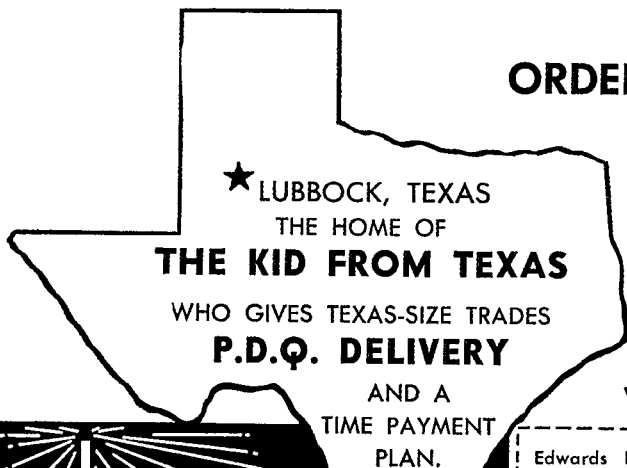 LUBBOCK, TEXAS
THE HOME OF
THE KID FROM TEXAS
WHO GIVES TEXAS-SIZE TRADES
P.D.Q. DELIVERY
AND A
TIME PAYMENT
PLAN.
Edwards